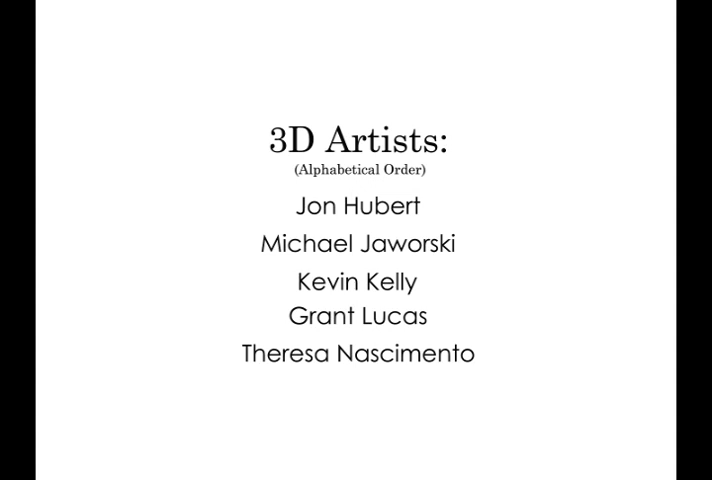 3D Artists:
(Alphabetical Order)
Jon Hubert
Michael Jaworski
Kevin Kelly
Grant Lucas
Theresa Nascimento